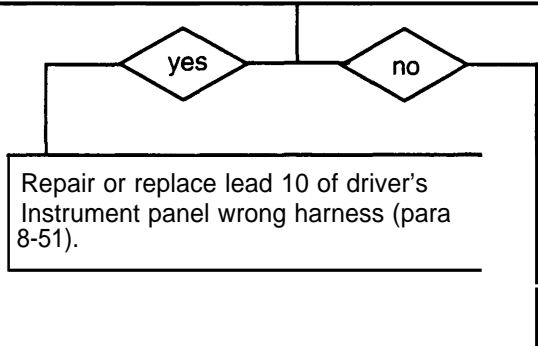 yes
no
Repair or replace lead 10 of driver's
Instrument panel wrong harness (para
8-51).